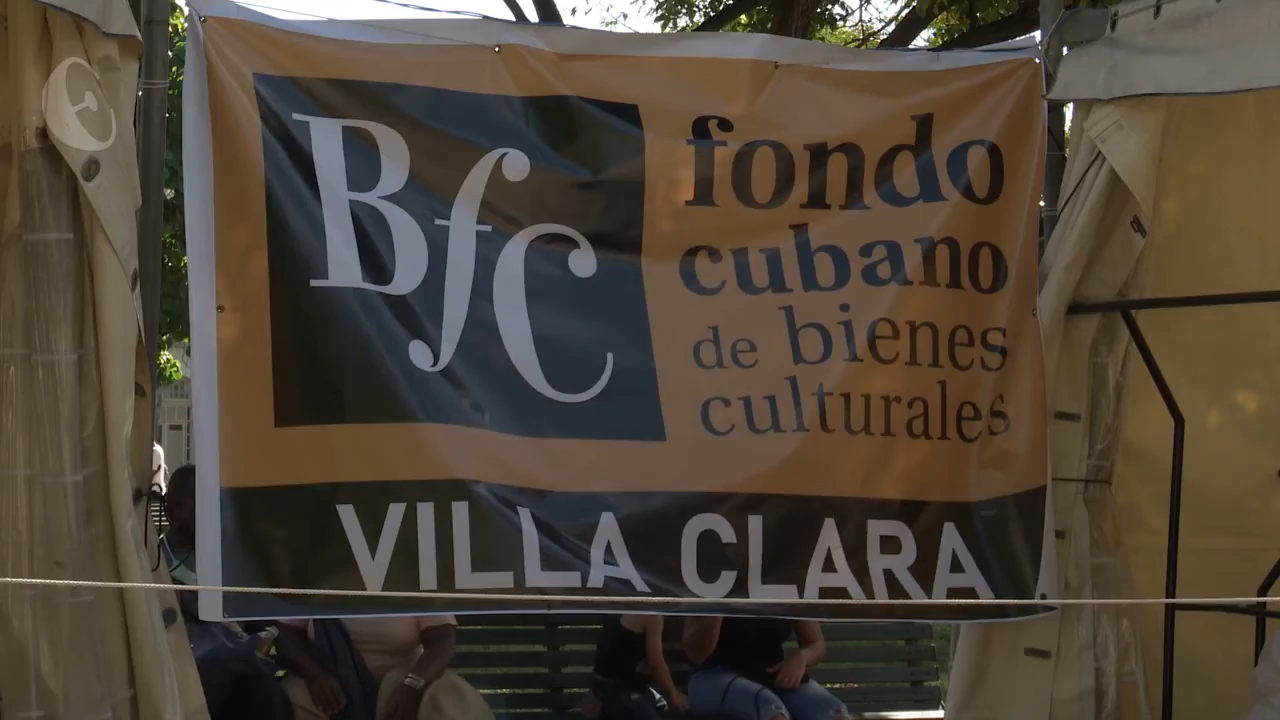 BfC
fondo
cubano
de bienes
culturales
VILLA CLARA